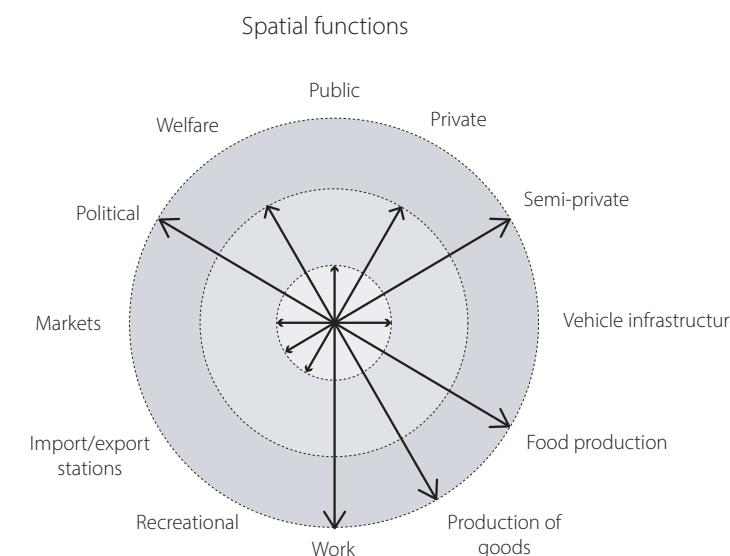 Spatial functions
Public
Private
Welfare
Semi-private
Political
Vehicle infrastructur
Markets
Food production
Import/export
stations
Recreational
Production of
goods
Work